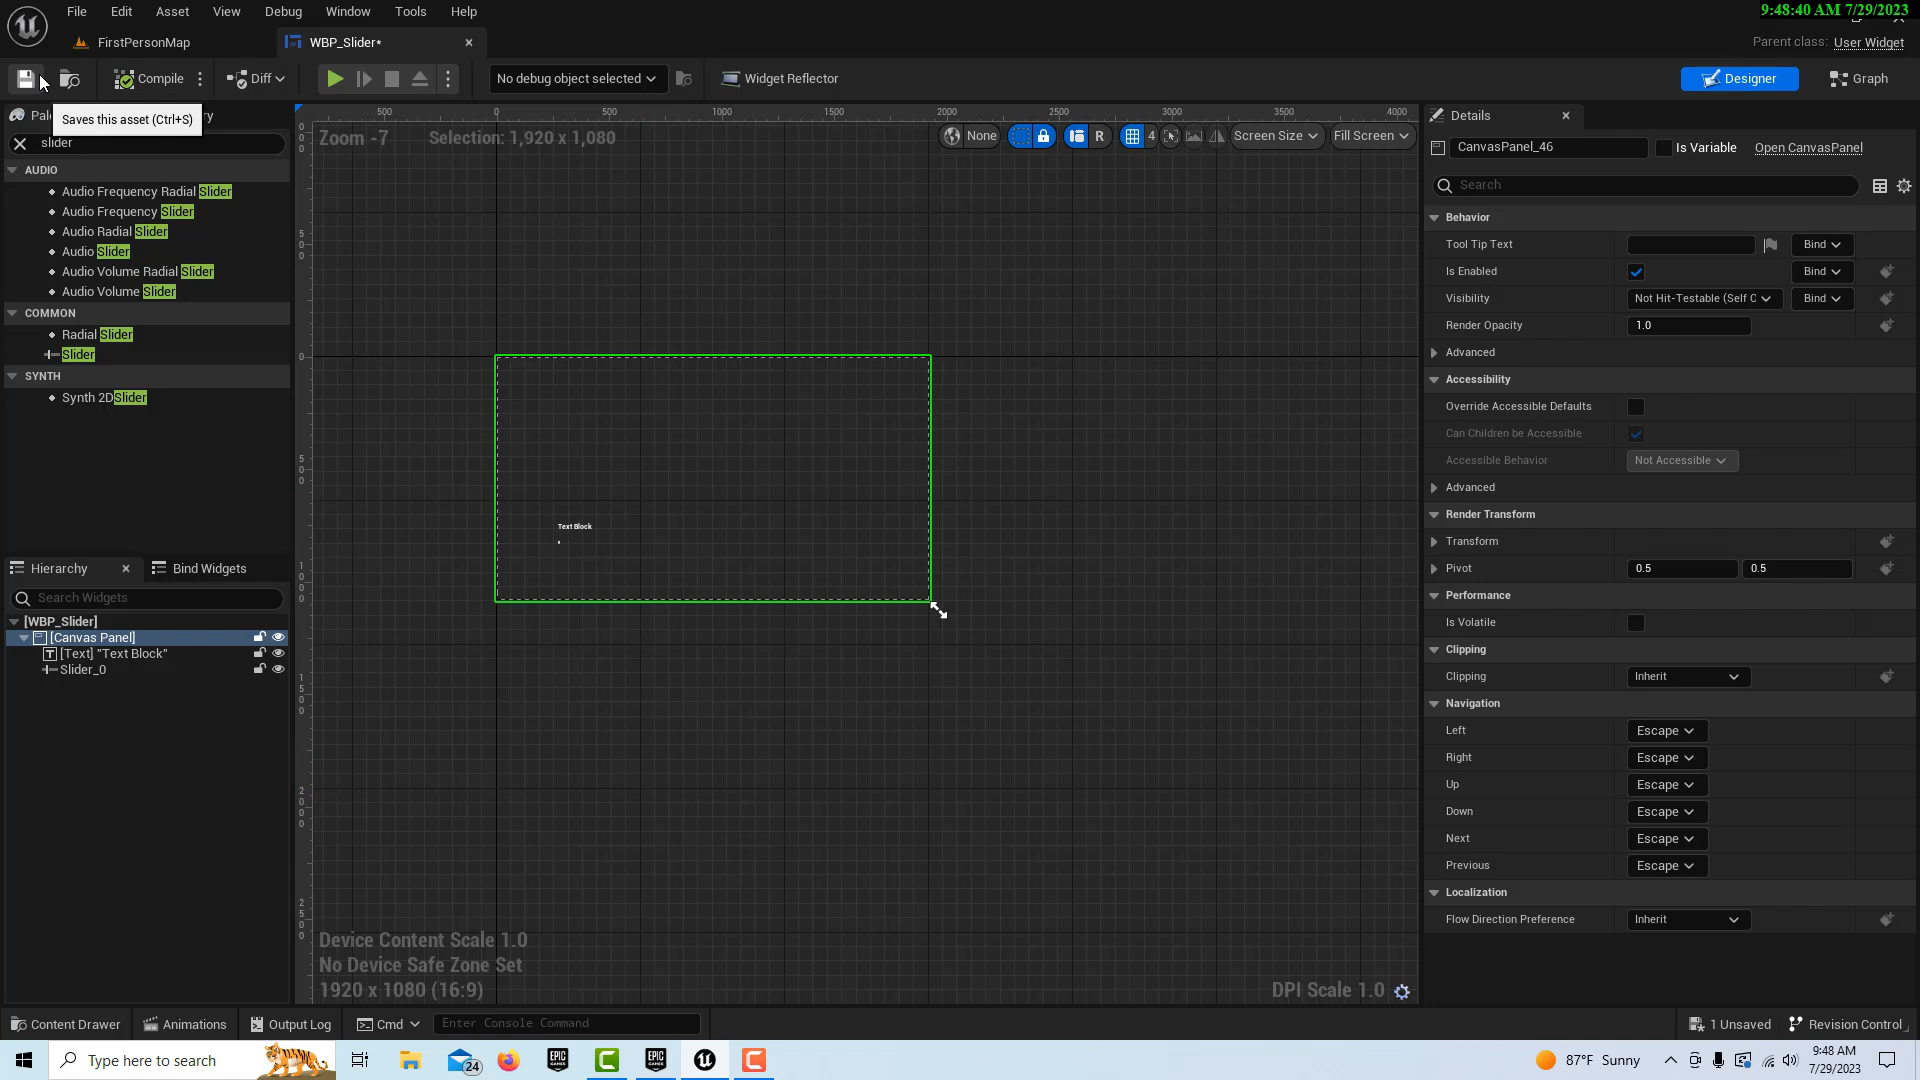 File Edit Asset View Debug Window Tools Help
9:48:40 AM 7/29/2023
FirstPersonMap
WBP_Slider*
Parent class: User Widget
Compile
Diff
No debug object selected
Widget Reflector
Designer
Graph
Saves this asset (Ctrl+S)
slider
AUDIO
Audio Frequency Radial Slider
Audio Frequency Slider
Audio Radial Slider
Audio Slider
Audio Volume Radial Slider
Audio Volume Slider
COMMON
Radial Slider
Slider
SYNTH
Synth 2DSlider
Hierarchy
Bind Widgets
Search Widgets
[WBP_Slider]
[Canvas Panel]
[Text] "Text Block"
Slider_0
500 0 500 1000 1500 2000 2500 3000 3500 4000
Zoom -7
Selection: 1,920 x 1,080
None
R
4
Screen Size
Fill Screen
Text Block
Device Content Scale 1.0
No Device Safe Zone Set
1920 x 1080 (16:9)
DPI Scale 1.0
Details
CanvasPanel_46
Is Variable
Open CanvasPanel
Search
Behavior
Tool Tip Text
Bind
Is Enabled
Bind
Visibility
Not Hit-Testable (Self C
Bind
Render Opacity
1.0
Advanced
Accessibility
Override Accessible Defaults
Can Children be Accessible
Accessible Behavior
Not Accessible
Advanced
Render Transform
Transform
Pivot
0.5
0.5
Performance
Is Volatile
Clipping
Clipping
Inherit
Navigation
Left
Escape
Right
Escape
Up
Escape
Down
Escape
Next
Escape
Previous
Escape
Localization
Flow Direction Preference
Inherit
Content Drawer
Animations
Output Log
Cmd
Enter Console Command
1 Unsaved
Revision Control
Type here to search
24
EPIC GAMES
EPIC GAMES
87°F Sunny
9:48 AM
7/29/2023